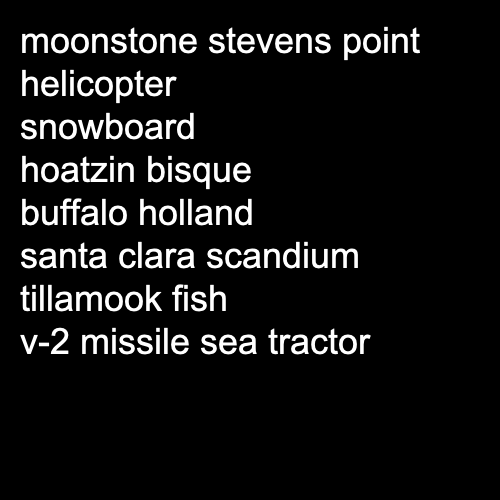 moonstone stevens point
helicopter
snowboard
hoatzin bisque
buffalo holland
santa clara scandium
tillamook fish
v-2 missile sea tractor